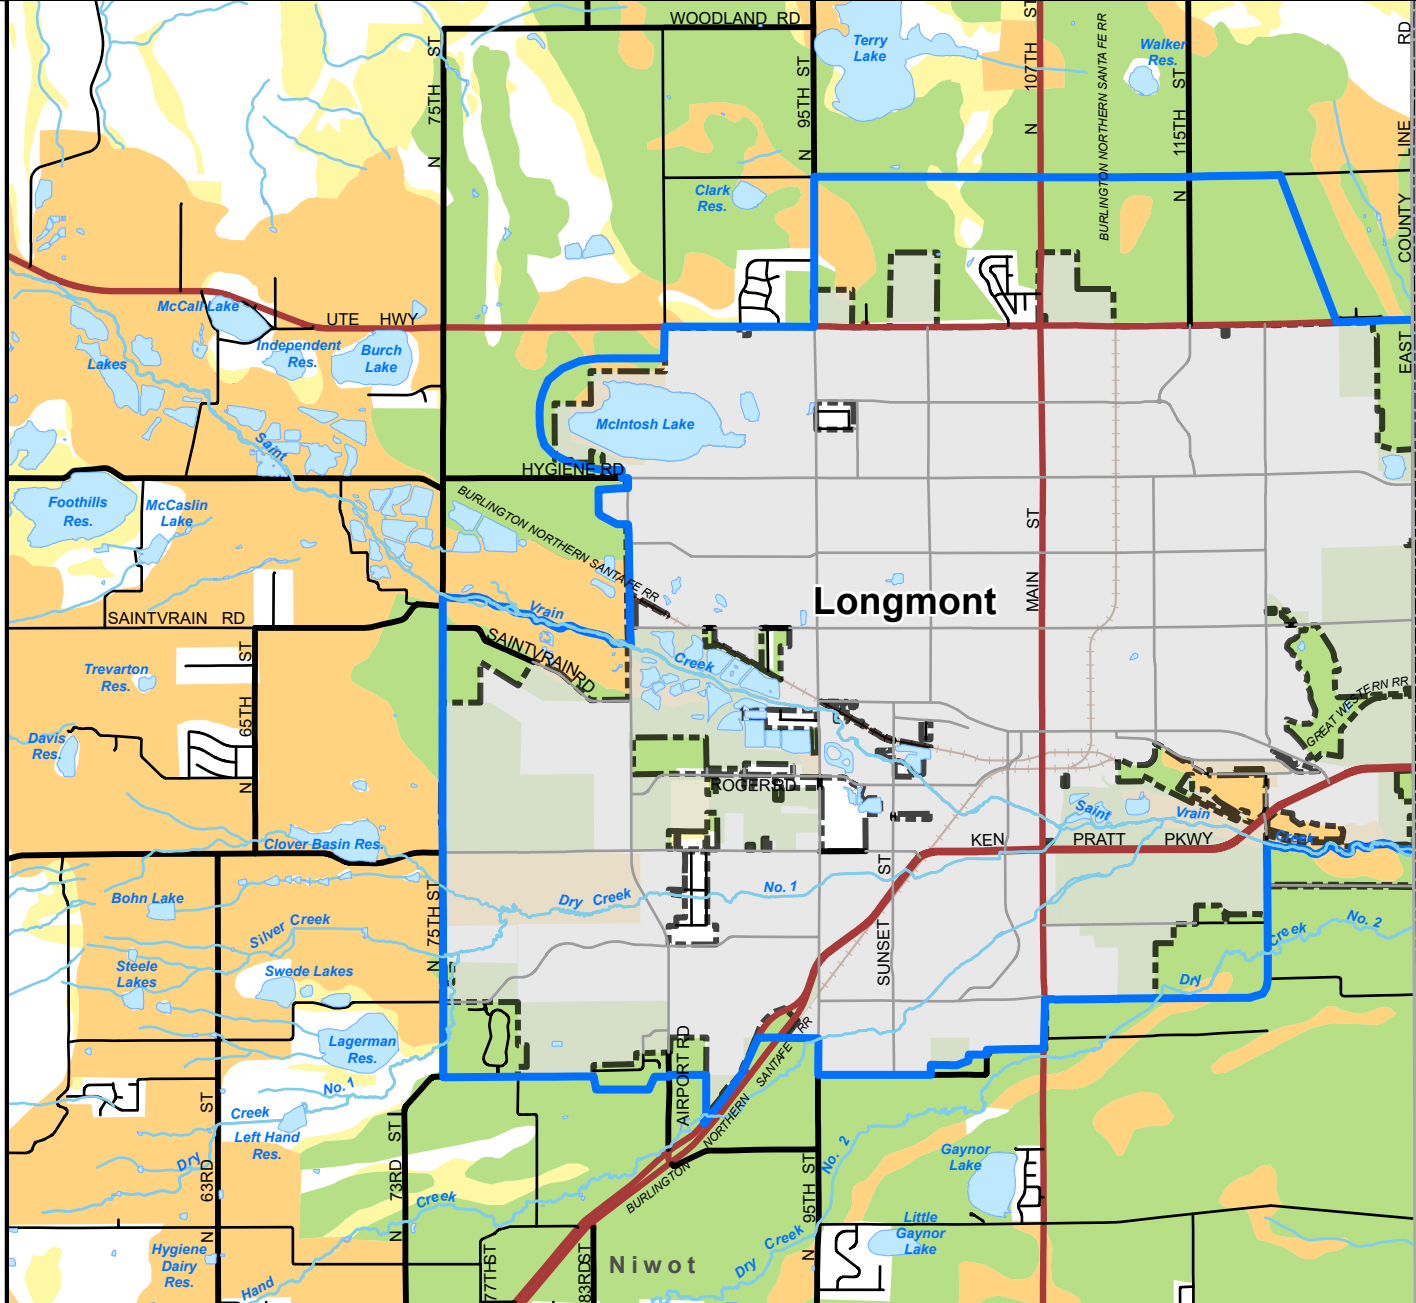 WOODLAND RD
N 75TH ST
N 95TH ST
Terry
Lake
N 107TH ST
BURLINGTON NORTHERN SANTA FE RR
Walker
Res.
N 115TH ST
EAST COUNTY LINE RD
Clark
Res.
McCall Lake
UTE HWY
Independent
Res.
Burch
Lake
Lakes
McIntosh Lake
Saint
HYGIENE RD
Foothills
Res.
McCaslin
Lake
BURLINGTON NORTHERN SANTA FE RR
MAIN ST
Longmont
Vrain
SAINTVRAIN RD
SAINTVRAIN RD
Creek
Trevarton
Res.
N 65TH ST
GREAT WESTERN RR
Davis
Res.
ROGERS RD
Saint
Vrain
Creek
KEN PRATT PKWY
Clover Basin Res.
Bohn Lake
N 75TH ST
Dry Creek No. 1
SUNSET ST
Silver Creek
No. 2
Creek
Dry
Steele
Lakes
Swede Lakes
Lagerman
Res.
AIRPORT RD
BURLINGTON NORTHERN SANTAFE RR
No. 1
Creek
Dry
Left Hand
Res.
N 63RD ST
N 73RD ST
N 95TH ST
No. 2
Creek
Dry
Gaynor
Lake
Creek
Hand
Little
Gaynor
Lake
Hygiene
Dairy
Res.
77TH ST
83RD ST
Niwot